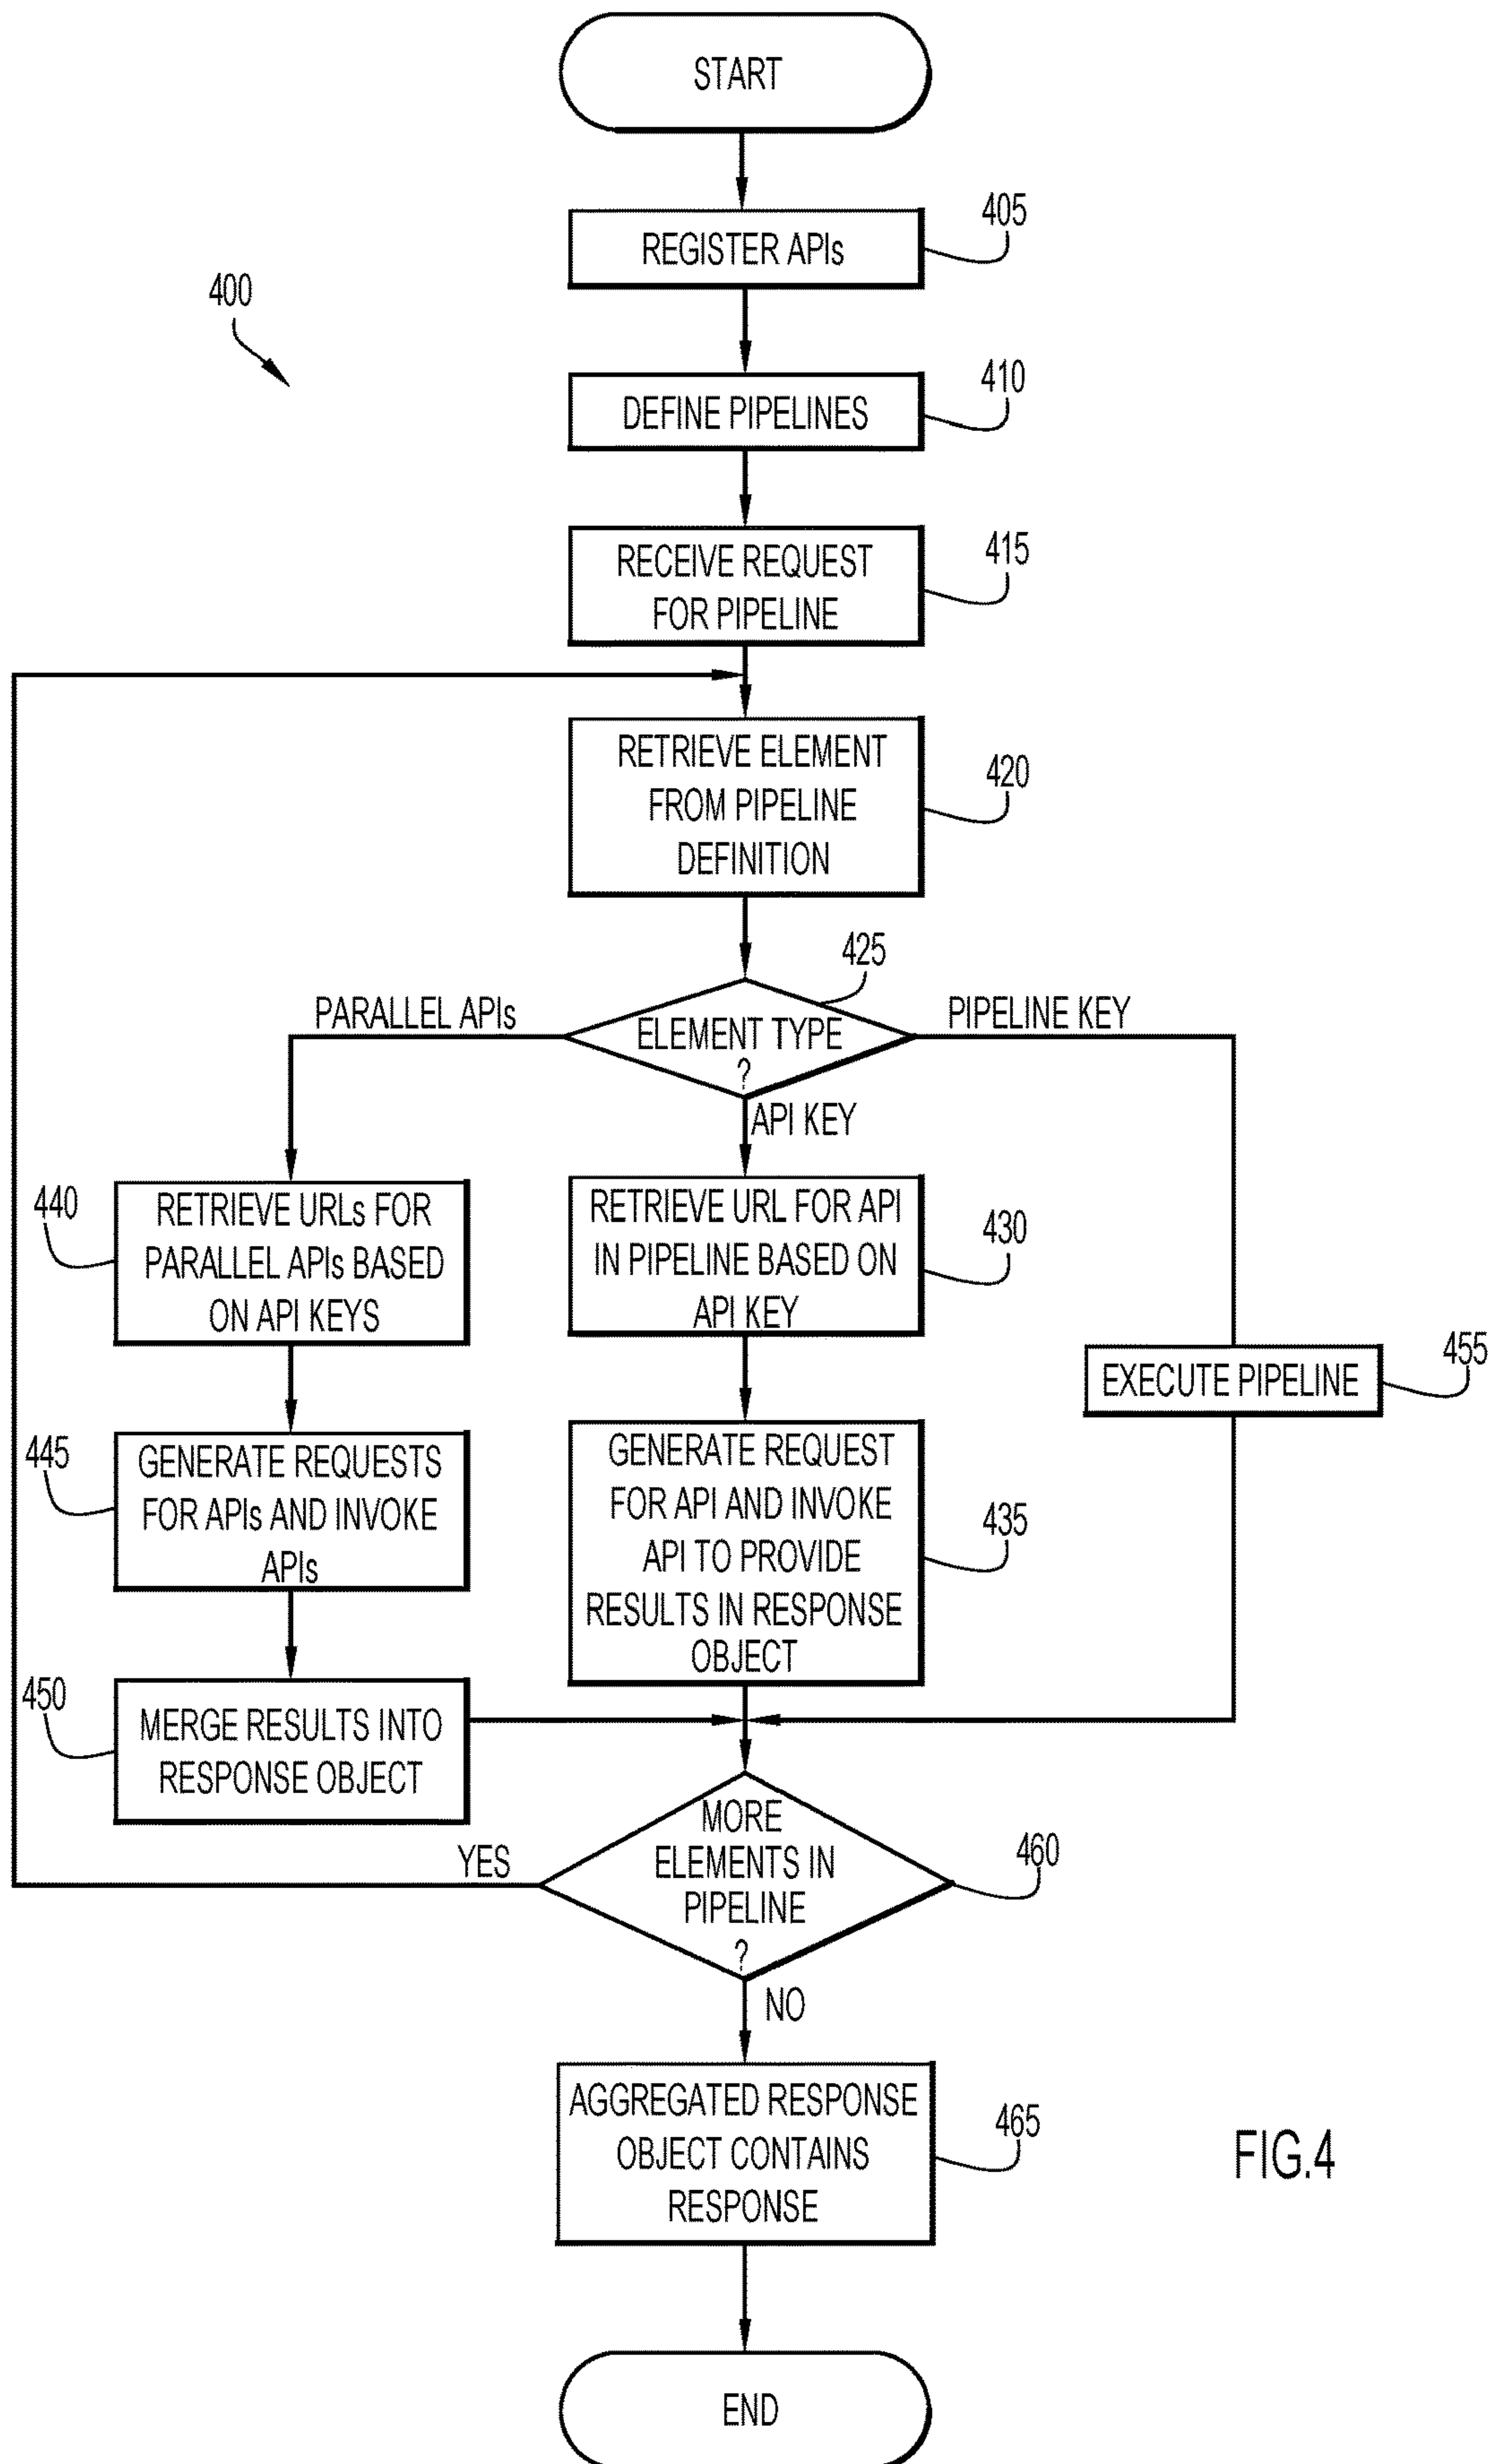 START
REGISTER APIs
405
400
DEFINE PIPELINES
410
RECEIVE REQUEST
FOR PIPELINE
415
RETRIEVE ELEMENT
FROM PIPELINE
DEFINITION
420
425
PARALLEL APIs
ELEMENT TYPE
?
PIPELINE KEY
API KEY
440
RETRIEVE URLs FOR
PARALLEL APIs BASED
ON API KEYS
RETRIEVE URL FOR API
IN PIPELINE BASED ON
API KEY
430
EXECUTE PIPELINE
455
445
GENERATE REQUESTS
FOR APIs AND INVOKE
APIs
GENERATE REQUEST
FOR API AND INVOKE
API TO PROVIDE
RESULTS IN RESPONSE
OBJECT
435
450
MERGE RESULTS INTO
RESPONSE OBJECT
MORE
ELEMENTS IN
PIPELINE
?
460
YES
NO
AGGREGATED RESPONSE
OBJECT CONTAINS
RESPONSE
465
FIG.4
END